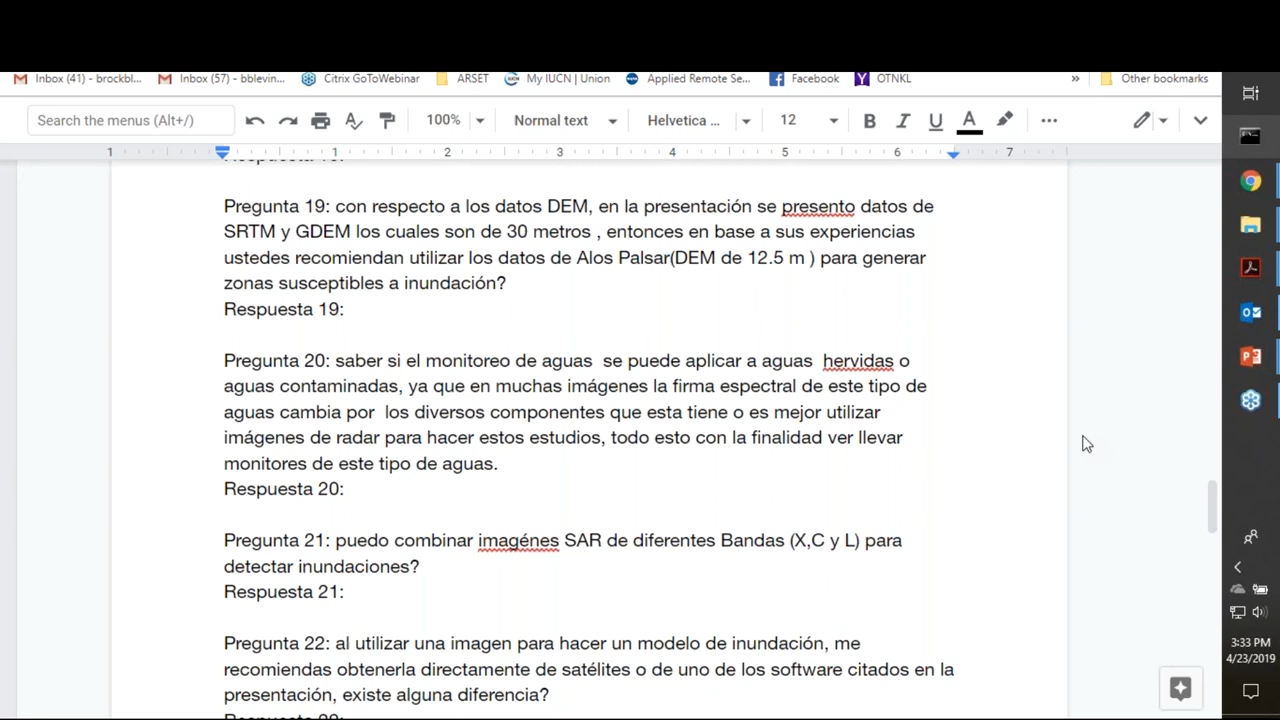 Inbox (41) - brockbl... Inbox (57) - bblevin... Citrix GoToWebinar ARSET My IUCN | Union Applied Remote Se... Facebook OTNKL » Other bookmarks
Search the menus (Alt+/) 100% Normal text Helvetica ... 12 B I U A
1 1 2 3 4 5 6 7
Pregunta 19: con respecto a los datos DEM, en la presentación se presento datos de
SRTM y GDEM los cuales son de 30 metros , entonces en base a sus experiencias
ustedes recomiendan utilizar los datos de Alos Palsar(DEM de 12.5 m ) para generar
zonas susceptibles a inundación?
Respuesta 19:
Pregunta 20: saber si el monitoreo de aguas se puede aplicar a aguas hervidas o
aguas contaminadas, ya que en muchas imágenes la firma espectral de este tipo de
aguas cambia por los diversos componentes que esta tiene o es mejor utilizar
imágenes de radar para hacer estos estudios, todo esto con la finalidad ver llevar
monitores de este tipo de aguas.
Respuesta 20:
Pregunta 21: puedo combinar imagénes SAR de diferentes Bandas (X,C y L) para
detectar inundaciones?
Respuesta 21:
Pregunta 22: al utilizar una imagen para hacer un modelo de inundación, me
recomiendas obtenerla directamente de satélites o de uno de los software citados en la
presentación, existe alguna diferencia?
3:33 PM
4/23/2019